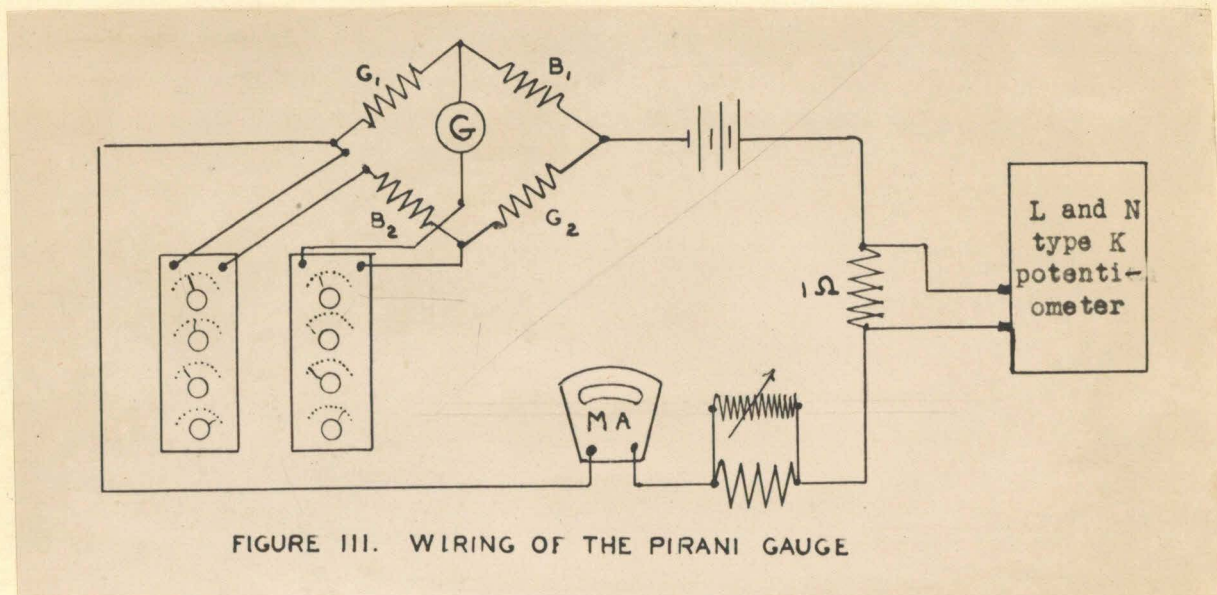 G₁
B₁
G
B₂
G₂
1Ω
L and N
type K
potenti-
ometer
MA
FIGURE III. WIRING OF THE PIRANI GAUGE